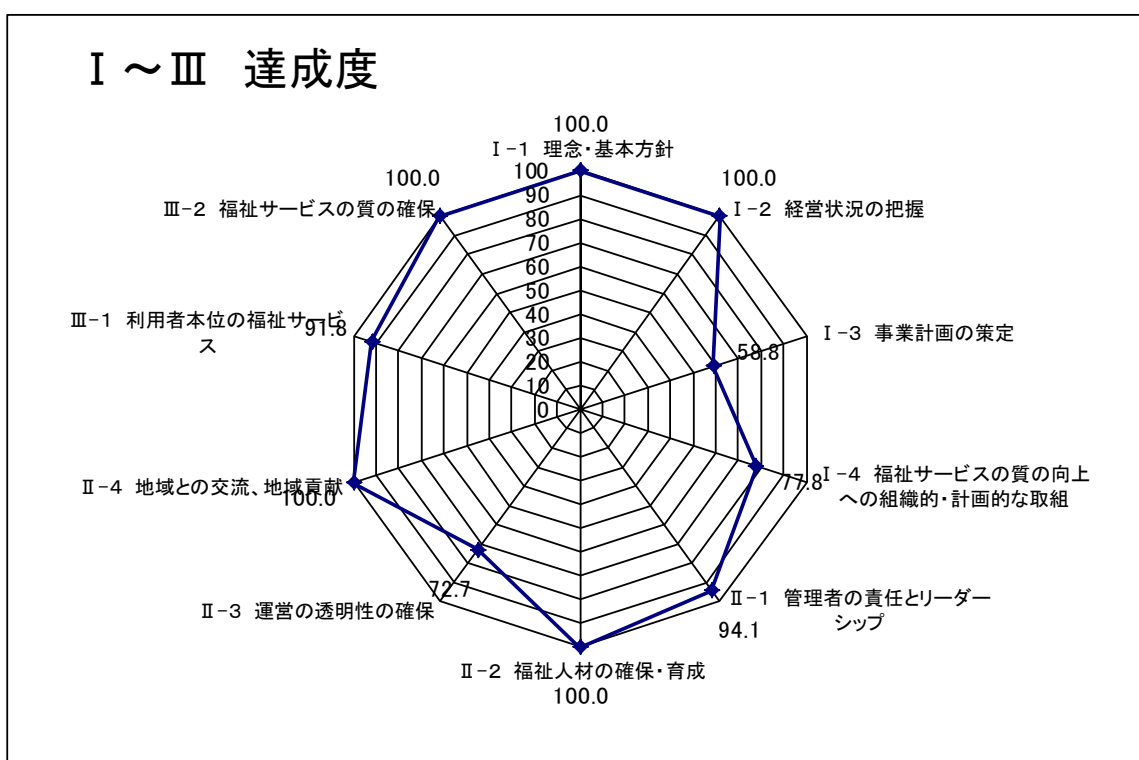 Ⅰ～Ⅲ 達成度
100.0
Ⅰ-1 理念・基本方針
100.0
Ⅰ-2 経営状況の把握
Ⅰ-3 事業計画の策定
58.8
Ⅰ-4 福祉サービスの質の向上
への組織的・計画的な取組
77.8
Ⅱ-1 管理者の責任とリーダー
シップ
94.1
Ⅱ-2 福祉人材の確保・育成
100.0
72.7
Ⅱ-3 運営の透明性の確保
Ⅱ-4 地域との交流、地域貢献
100.0
Ⅲ-1 利用者本位の福祉サービ
ス
91.8
100.0
Ⅲ-2 福祉サービスの質の確保
100
90
80
70
60
50
40
30
20
10
0